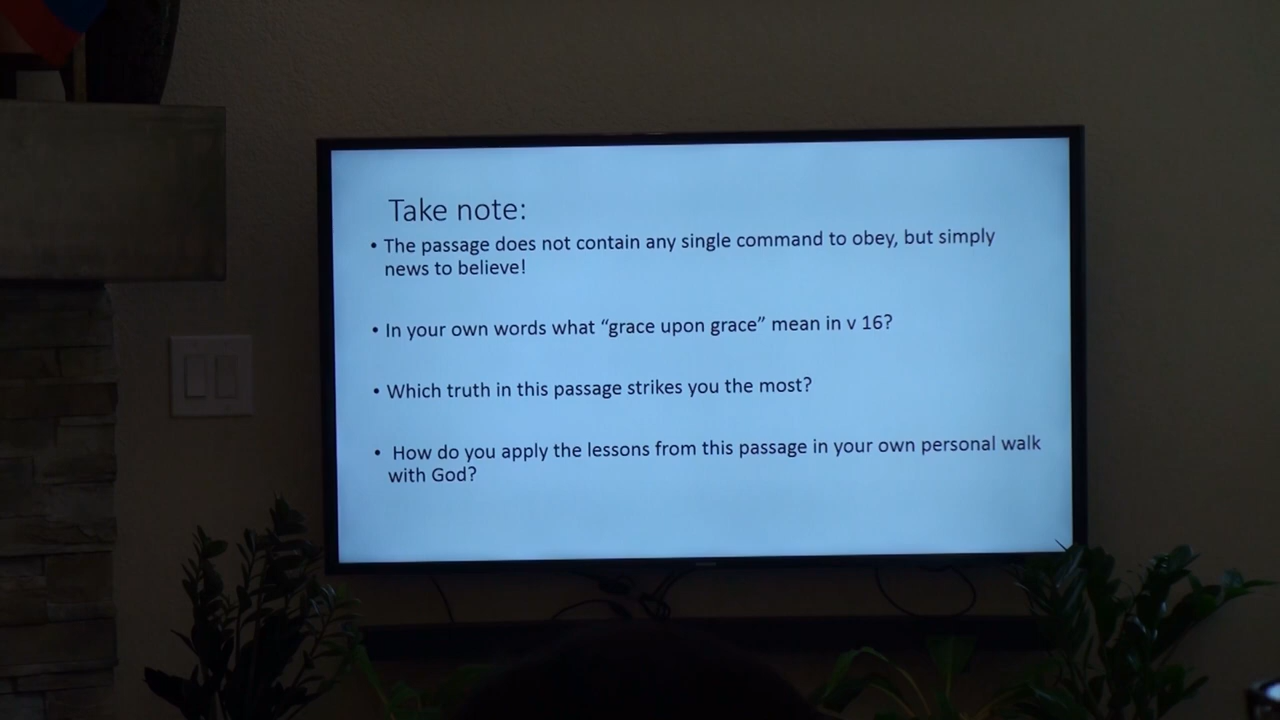 Take note:
• The passage does not contain any single command to obey, but simply
news to believe!
• In your own words what “grace upon grace” mean in v 16?
• Which truth in this passage strikes you the most?
• How do you apply the lessons from this passage in your own personal walk
with God?